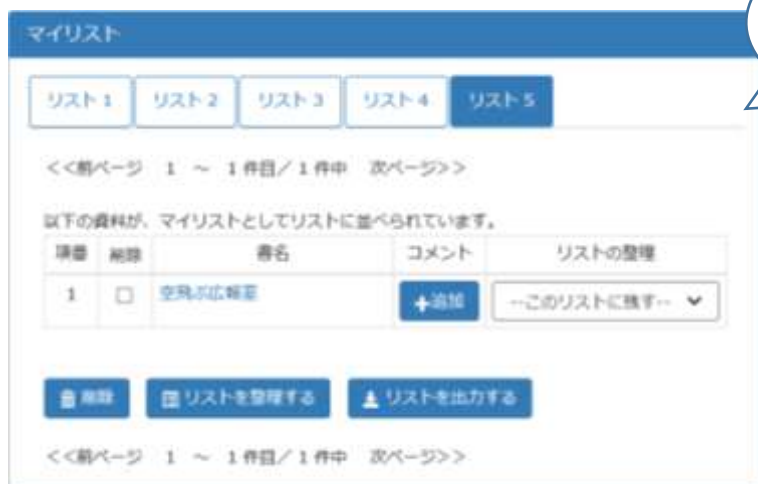 マイリスト
リスト1 リスト2 リスト3 リスト4 リスト5
<<前ページ 1 ~ 1件目/1件中 次ページ>>
以下の資料が、マイリストとしてリストに並べられています。
項番 削除 書名 コメント リストの整理
1 空飛ぶ広報室 +追加 --このリストに残す--
削除 リストを整理する リストを出力する
<<前ページ 1 ~ 1件目/1件中 次ページ>>